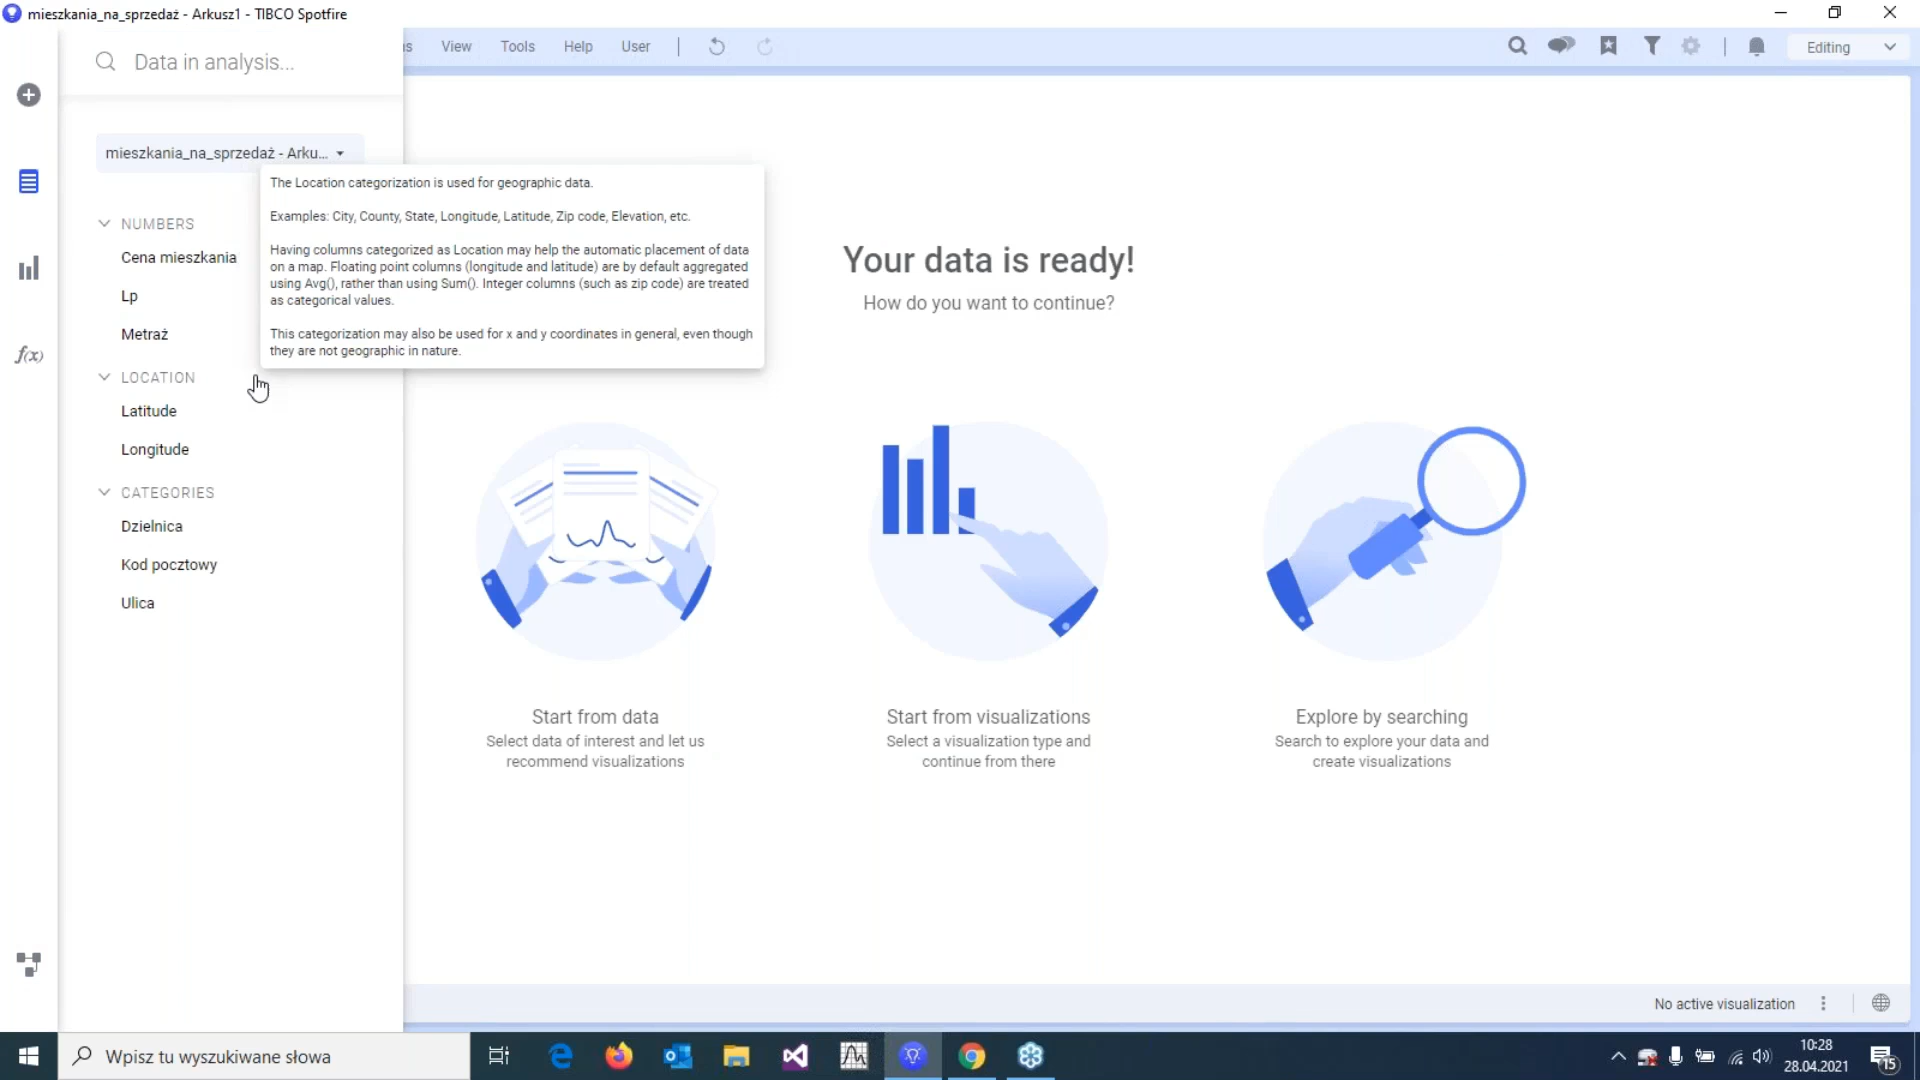 mieszkania_na_sprzedaż - Arkusz1 - TIBCO Spotfire
Data in analysis...
View Tools Help User
Editing
mieszkania_na_sprzedaż - Arku...
The Location categorization is used for geographic data.
Examples: City, County, State, Longitude, Latitude, Zip code, Elevation, etc.
Having columns categorized as Location may help the automatic placement of data
on a map. Floating point columns (longitude and latitude) are by default aggregated
using Avg(), rather than using Sum(). Integer columns (such as zip code) are treated
as categorical values.
This categorization may also be used for x and y coordinates in general, even though
they are not geographic in nature.
NUMBERS
Cena mieszkania
Lp
Metraż
f(x)
LOCATION
Latitude
Longitude
CATEGORIES
Dzielnica
Kod pocztowy
Ulica
Your data is ready!
How do you want to continue?
Start from data
Select data of interest and let us
recommend visualizations
Start from visualizations
Select a visualization type and
continue from there
Explore by searching
Search to explore your data and
create visualizations
No active visualization
Wpisz tu wyszukiwane słowa
10:28
28.04.2021
15